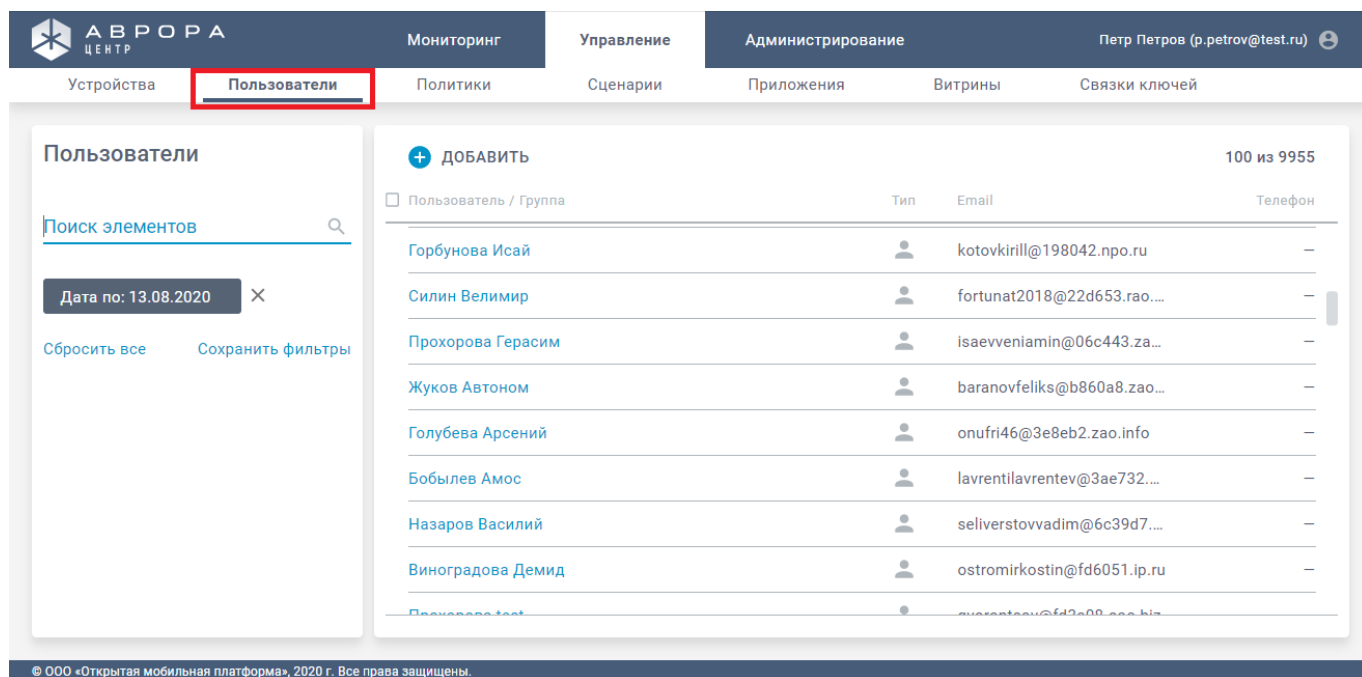 АВРОРА
ЦЕНТР
Мониторинг Управление Администрирование Петр Петров (p.petrov@test.ru)
Устройства Пользователи Политики Сценарии Приложения Витрины Связки ключей
Пользователи
Поиск элементов
Дата по: 13.08.2020
Сбросить все Сохранить фильтры
ДОБАВИТЬ 100 из 9955
Пользователь / Группа Тип Email Телефон
Горбунова Исай kotovkirill@198042.npo.ru —
Силин Велимир fortunat2018@22d653.rao.... —
Прохорова Герасим isaevveniamin@06c443.za... —
Жуков Автоном baranovfeliks@b860a8.zao... —
Голубева Арсений onufri46@3e8eb2.zao.info —
Бобылев Амос lavrentilavrentev@3ae732.... —
Назаров Василий seliverstovvadim@6c39d7.... —
Виноградова Демид ostromirkostin@fd6051.ip.ru —
Прохорова test
© ООО «Открытая мобильная платформа», 2020 г. Все права защищены.